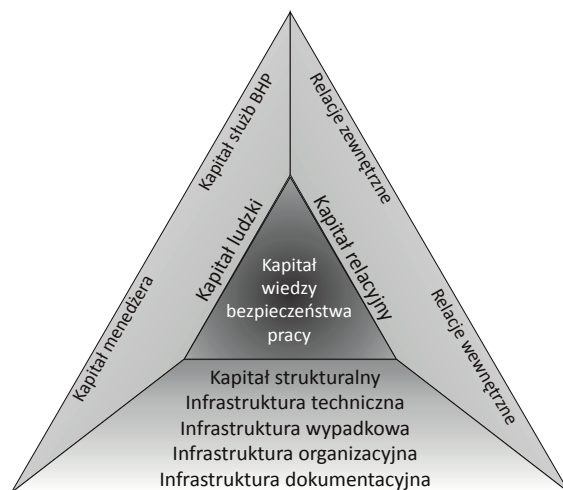 Kapitał służb BHP
Kapitał menedżera
Kapitał ludzki
Relacje zewnętrzne
Relacje wewnętrzne
Kapitał relacyjny
Kapitał
wiedzy
bezpieczeństwa
pracy
Kapitał strukturalny
Infrastruktura techniczna
Infrastruktura wypadkowa
Infrastruktura organizacyjna
Infrastruktura dokumentacyjna